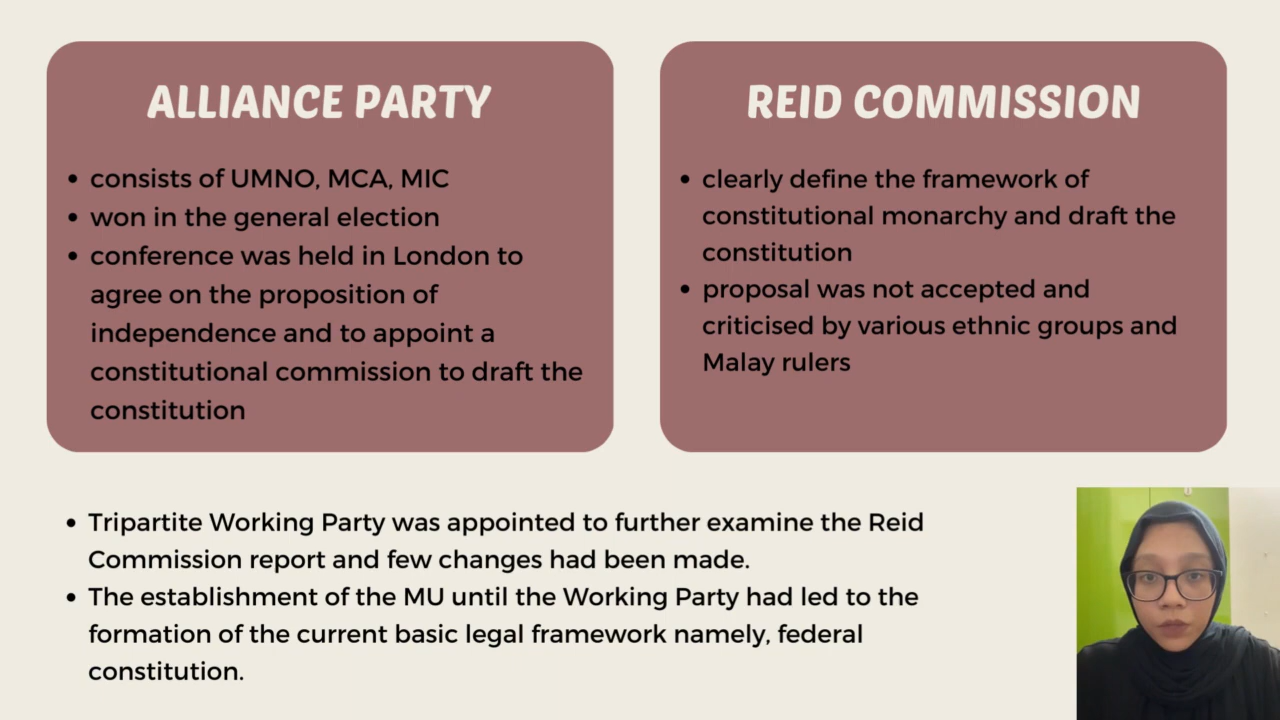 ALLIANCE PARTY
• consists of UMNO, MCA, MIC
• won in the general election
• conference was held in London to
agree on the proposition of
independence and to appoint a
constitutional commission to draft the
constitution
REID COMMISSION
• clearly define the framework of
constitutional monarchy and draft the
constitution
• proposal was not accepted and
criticised by various ethnic groups and
Malay rulers
• Tripartite Working Party was appointed to further examine the Reid
Commission report and few changes had been made.
• The establishment of the MU until the Working Party had led to the
formation of the current basic legal framework namely, federal
constitution.